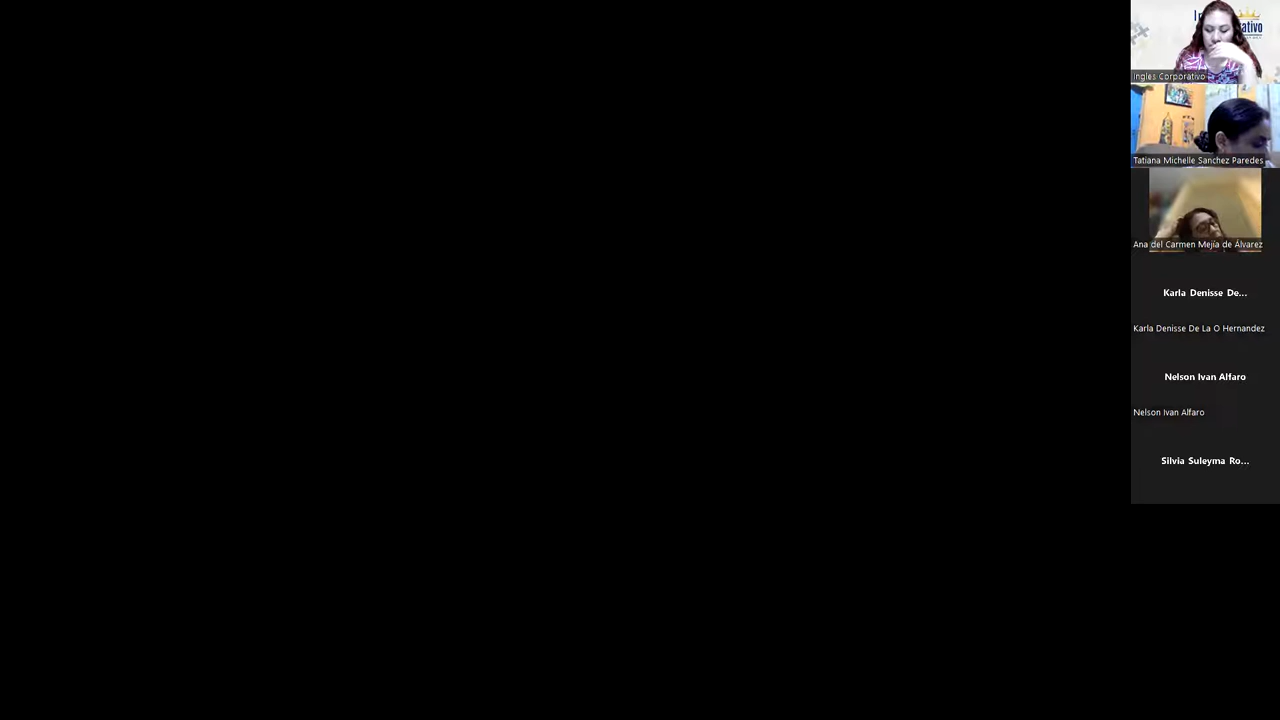 Ingles Corporativo
Tatiana Michelle Sanchez Paredes
Ana del Carmen Mejía de Álvarez
Karla Denisse De...
Karla Denisse De La O Hernandez
Nelson Ivan Alfaro
Nelson Ivan Alfaro
Silvia Suleyma Ro...